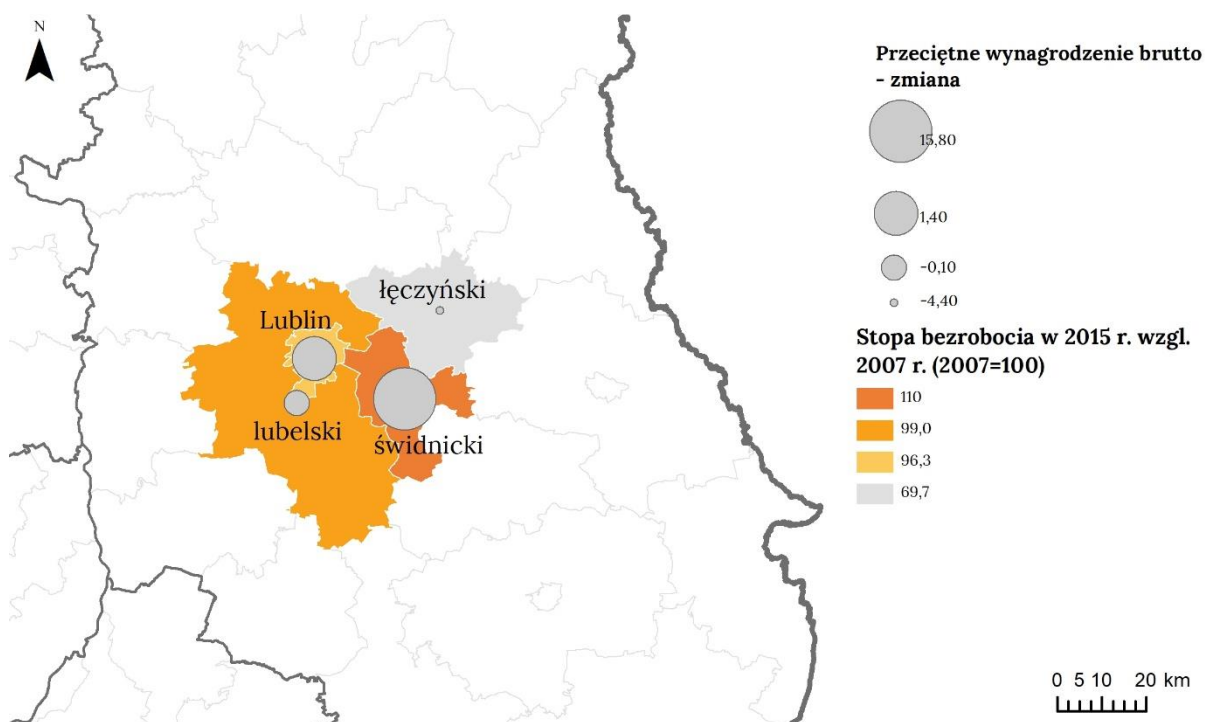 N
Przeciętne wynagrodzenie brutto
- zmiana
15,80
1,40
-0,10
-4,40
Stopa bezrobocia w 2015 r. wzgl.
2007 r. (2007=100)
110
99,0
96,3
69,7
łęczyński
Lublin
lubelski
świdnicki
0 5 10 20 km